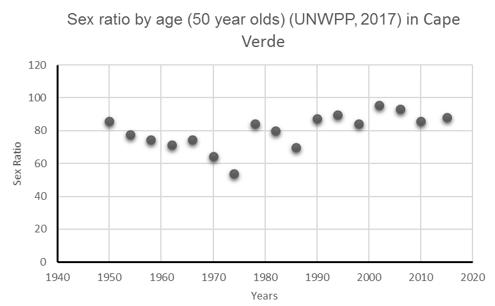 Sex ratio by age (50 year olds) (UNWPP, 2017) in Cape
Verde
120
100
80
60
40
20
0
Sex Ratio
1940 1950 1960 1970 1980 1990 2000 2010 2020
Years